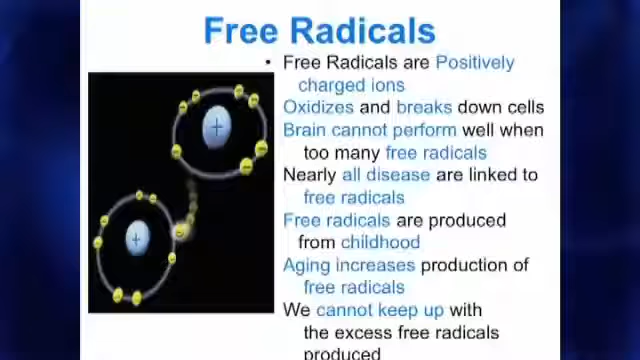 Free Radicals
• Free Radicals are Positively
charged ions
Oxidizes and breaks down cells
Brain cannot perform well when
too many free radicals
Nearly all disease are linked to
free radicals
Free radicals are produced
from childhood
Aging increases production of
free radicals
We cannot keep up with
the excess free radicals
produced